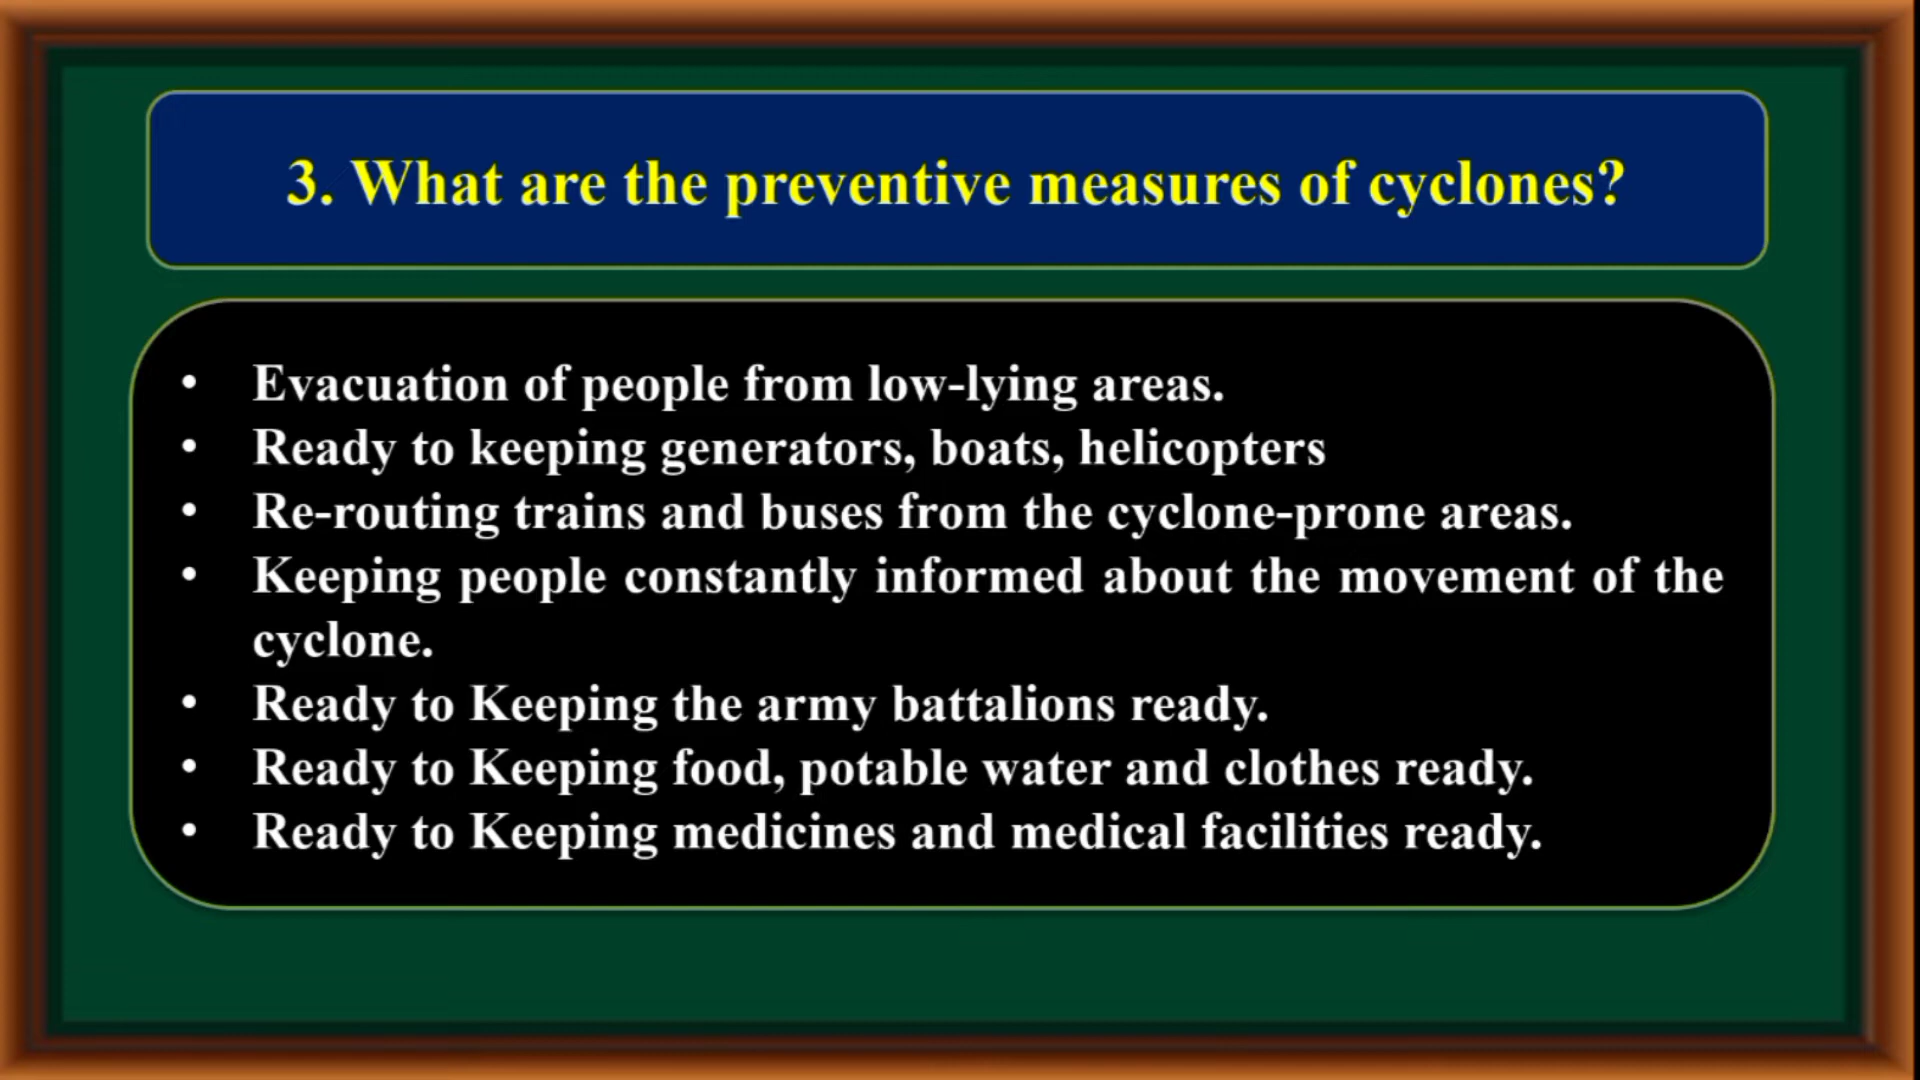 3. What are the preventive measures of cyclones?
• Evacuation of people from low-lying areas.
• Ready to keeping generators, boats, helicopters
• Re-routing trains and buses from the cyclone-prone areas.
• Keeping people constantly informed about the movement of the
cyclone.
• Ready to Keeping the army battalions ready.
• Ready to Keeping food, potable water and clothes ready.
• Ready to Keeping medicines and medical facilities ready.